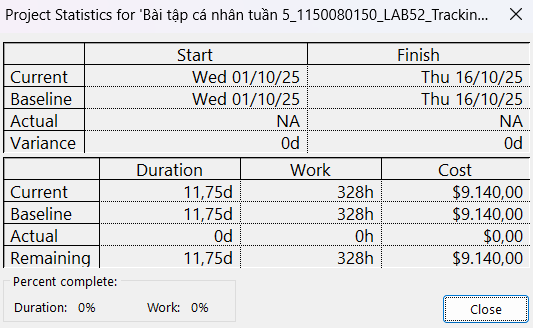 Project Statistics for 'Bài tập cá nhân tuần 5_1150080150_LAB52_Trackin...
Start Finish
Current Wed 01/10/25 Thu 16/10/25
Baseline Wed 01/10/25 Thu 16/10/25
Actual NA NA
Variance 0d 0d
Duration Work Cost
Current 11,75d 328h $9.140,00
Baseline 11,75d 328h $9.140,00
Actual 0d 0h $0,00
Remaining 11,75d 328h $9.140,00
Percent complete:
Duration: 0% Work: 0%
Close